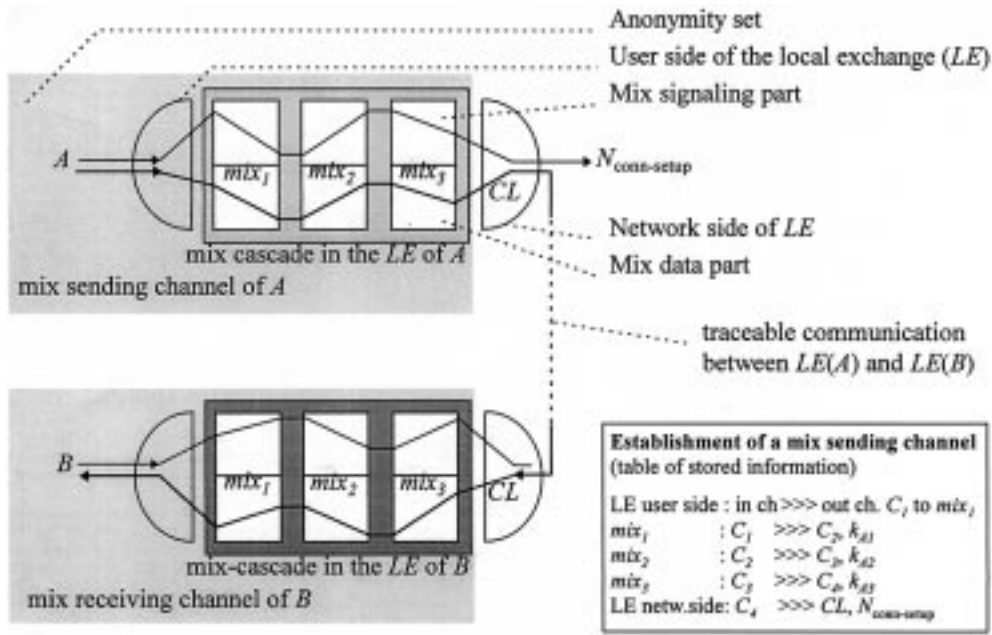 Anonymity set
User side of the local exchange (LE)
Mix signaling part
A
mix1
mix2
mix3
CL
Nconn-setup
Network side of LE
mix cascade in the LE of A
Mix data part
mix sending channel of A
traceable communication
between LE(A) and LE(B)
B
mix1
mix2
mix3
CL
mix-cascade in the LE of B
mix receiving channel of B
Establishment of a mix sending channel
(table of stored information)
LE user side : in ch >>> out ch. C1 to mix1
mix1 : C1 >>> C2, kA1
mix2 : C2 >>> C3, kA2
mix3 : C3 >>> C4, kA3
LE netw.side: C4 >>> CL, Nconn-setup